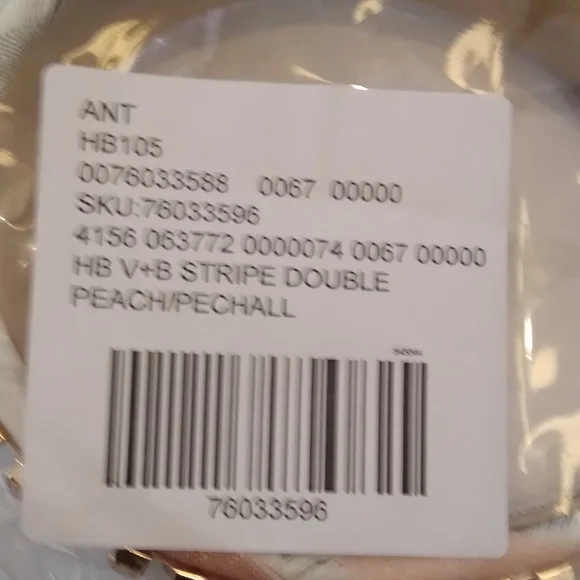 ANT
HB105
0076033588 0067 00000
SKU:76033596
4156 063772 0000074 0067 00000
HB V+B STRIPE DOUBLE
PEACH/PECHALL
76033596